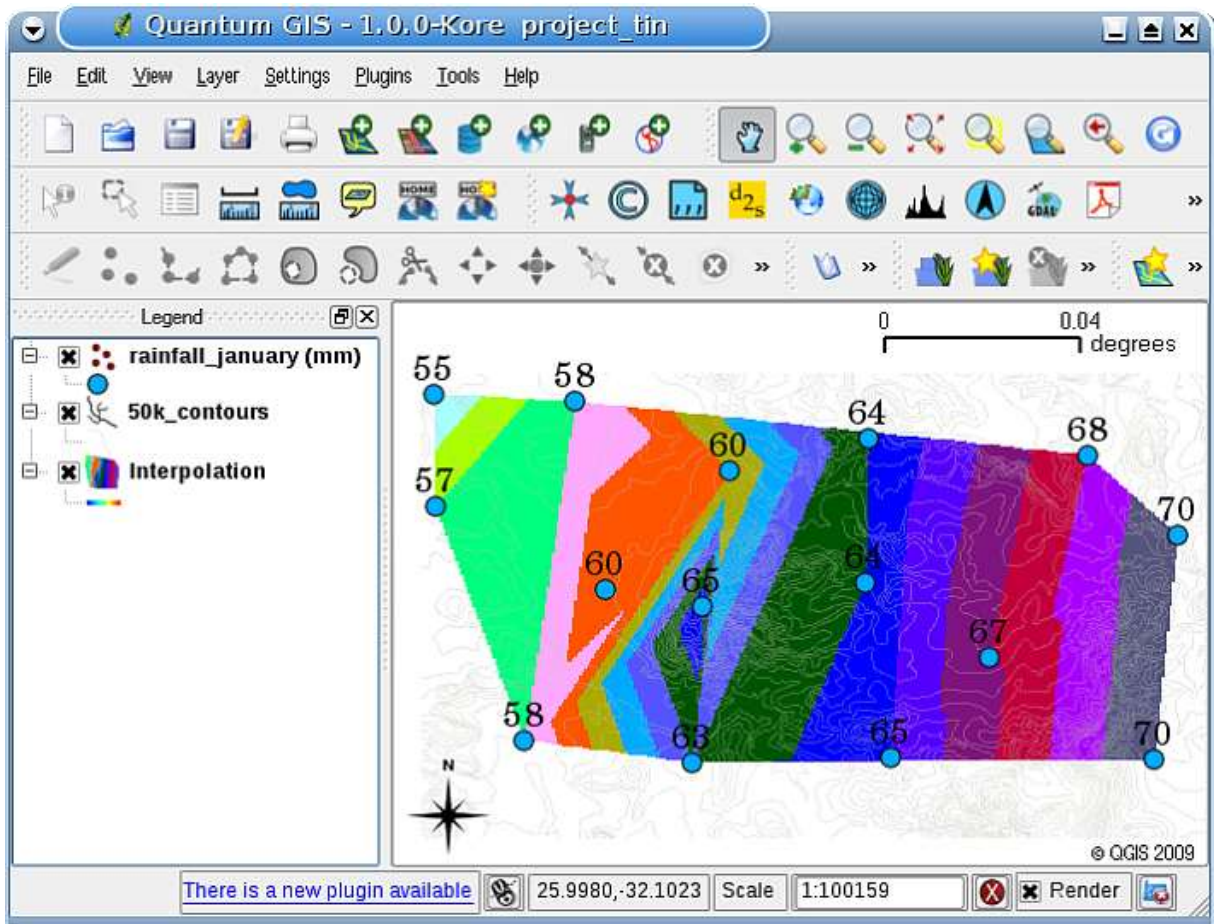 Quantum GIS - 1.0.0-Kore project_tin
File Edit View Layer Settings Plugins Tools Help
HOME HO
d2s
GDAL
»
» » » »
Legend
rainfall_january (mm)
50k_contours
Interpolation
0 0.04
degrees
55 58 64 68
60
57 70
60 65 64
67
58 63 65 70
N
© QGIS 2009
There is a new plugin available 25.9980,-32.1023 Scale 1:100159 Render